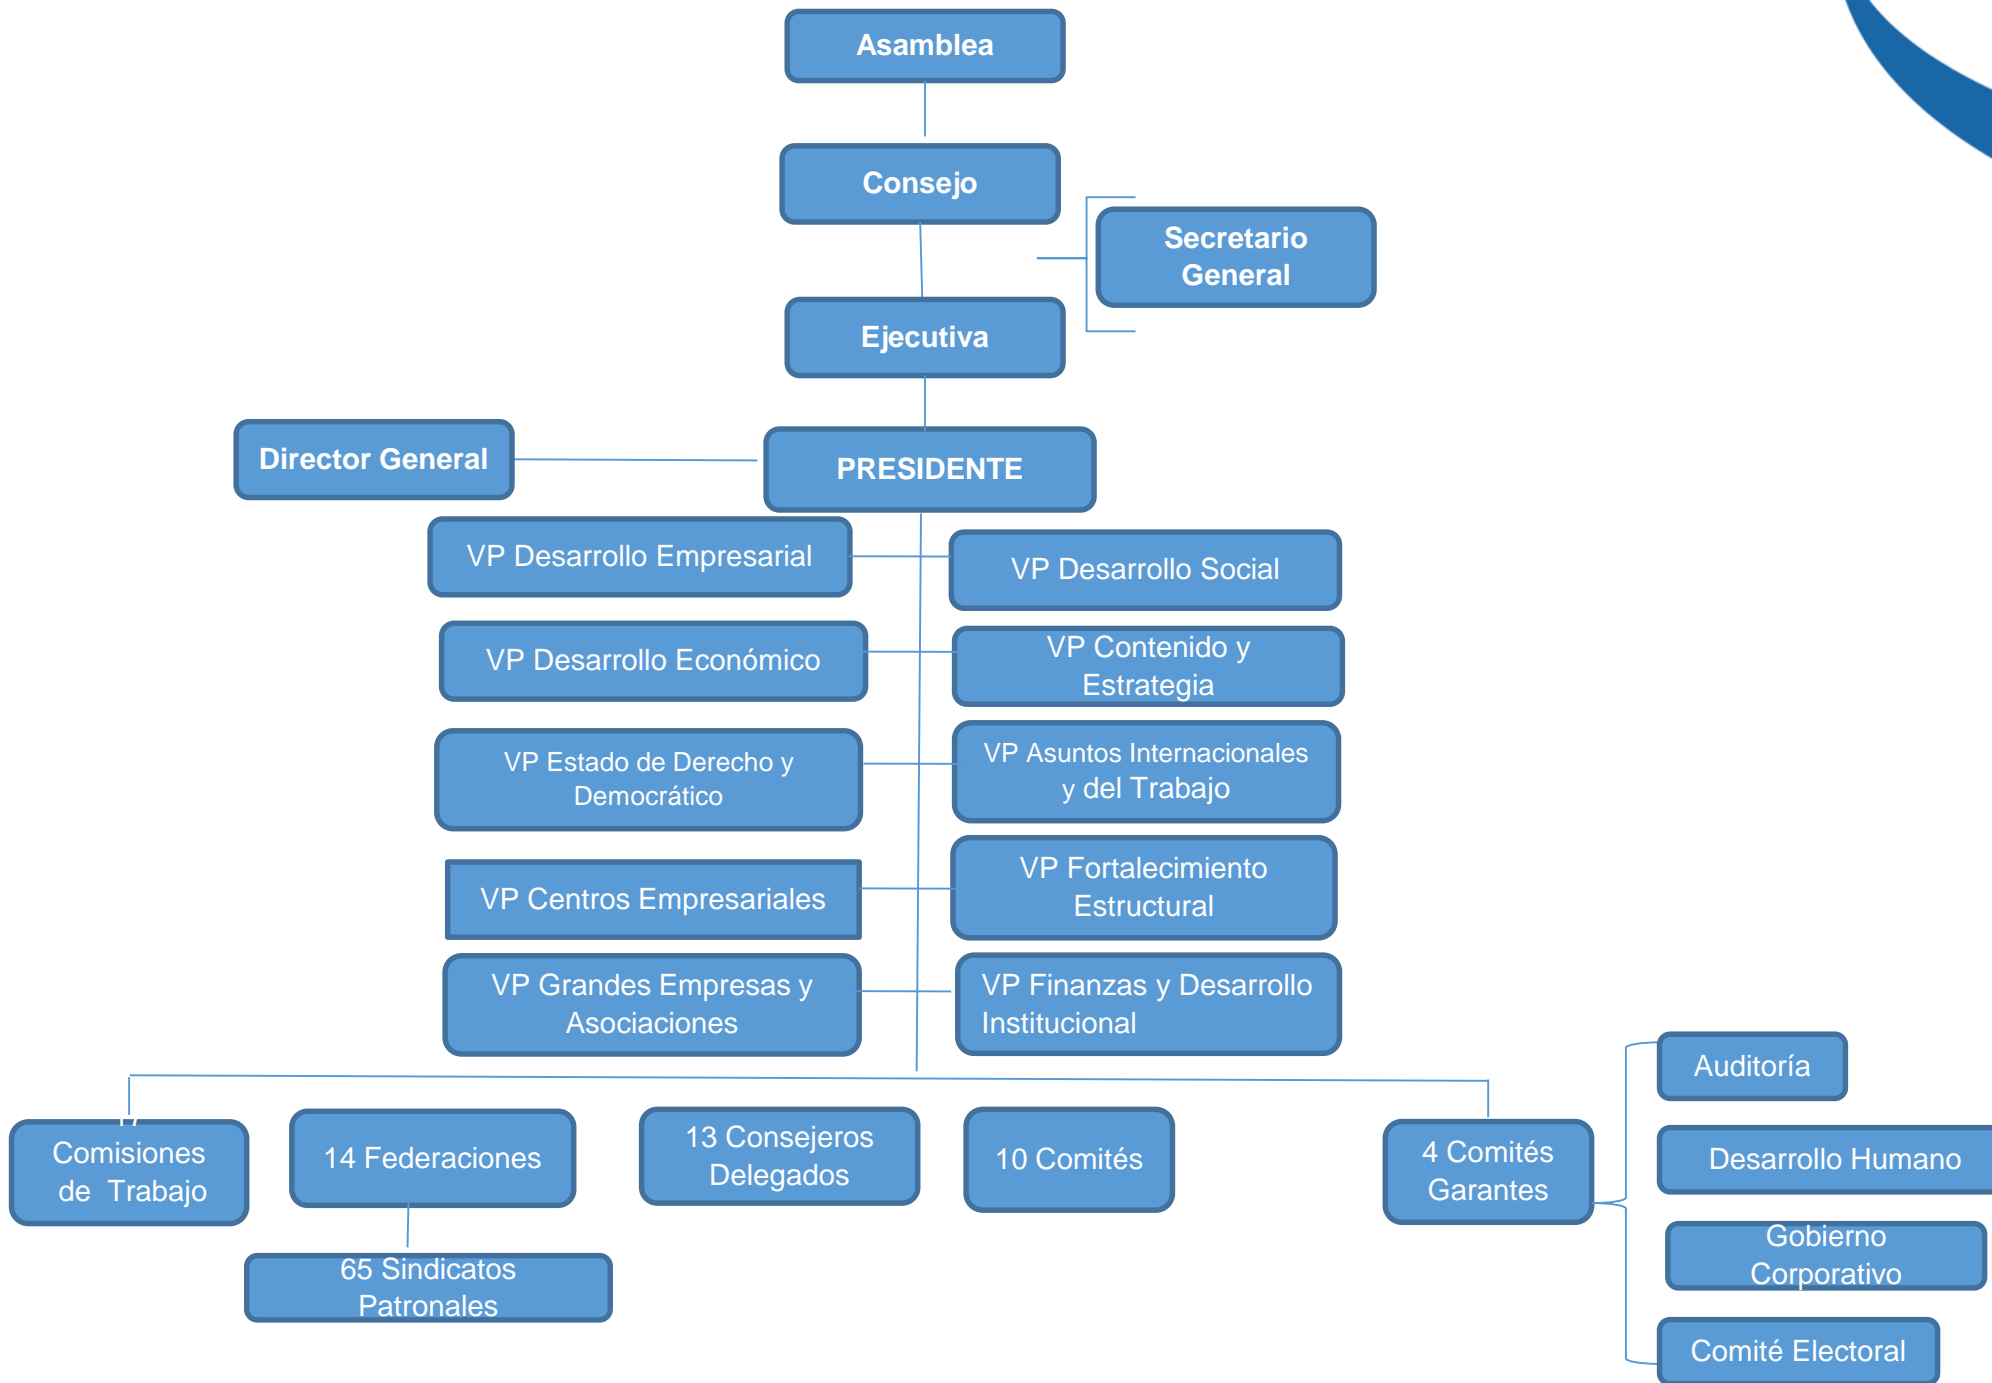 Asamblea
Consejo
Secretario
General
Ejecutiva
Director General
PRESIDENTE
VP Desarrollo Empresarial
VP Desarrollo Social
VP Desarrollo Económico
VP Contenido y
Estrategia
VP Estado de Derecho y
Democrático
VP Asuntos Internacionales
y del Trabajo
VP Centros Empresariales
VP Fortalecimiento
Estructural
VP Grandes Empresas y
Asociaciones
VP Finanzas y Desarrollo
Institucional
Comisiones
de Trabajo
14 Federaciones
13 Consejeros
Delegados
10 Comités
4 Comités
Garantes
65 Sindicatos
Patronales
Auditoría
Desarrollo Humano
Gobierno
Corporativo
Comité Electoral